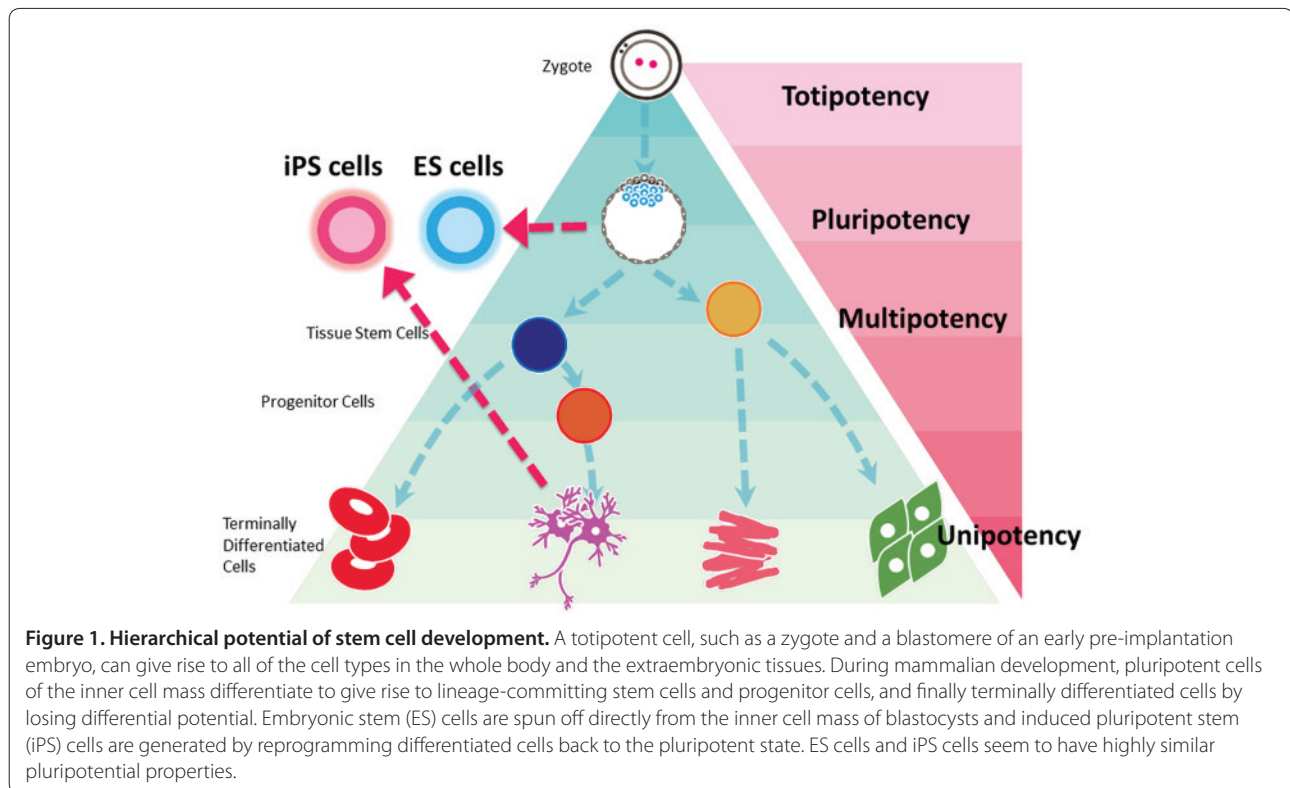 Zygote
Totipotency
iPS cells
ES cells
Pluripotency
Multipotency
Tissue Stem Cells
Progenitor Cells
Terminally
Differentiated
Cells
Unipotency
Figure 1. Hierarchical potential of stem cell development. A totipotent cell, such as a zygote and a blastomere of an early pre-implantation
embryo, can give rise to all of the cell types in the whole body and the extraembryonic tissues. During mammalian development, pluripotent cells
of the inner cell mass differentiate to give rise to lineage-committing stem cells and progenitor cells, and finally terminally differentiated cells by
losing differential potential. Embryonic stem (ES) cells are spun off directly from the inner cell mass of blastocysts and induced pluripotent stem
(iPS) cells are generated by reprogramming differentiated cells back to the pluripotent state. ES cells and iPS cells seem to have highly similar
pluripotential properties.